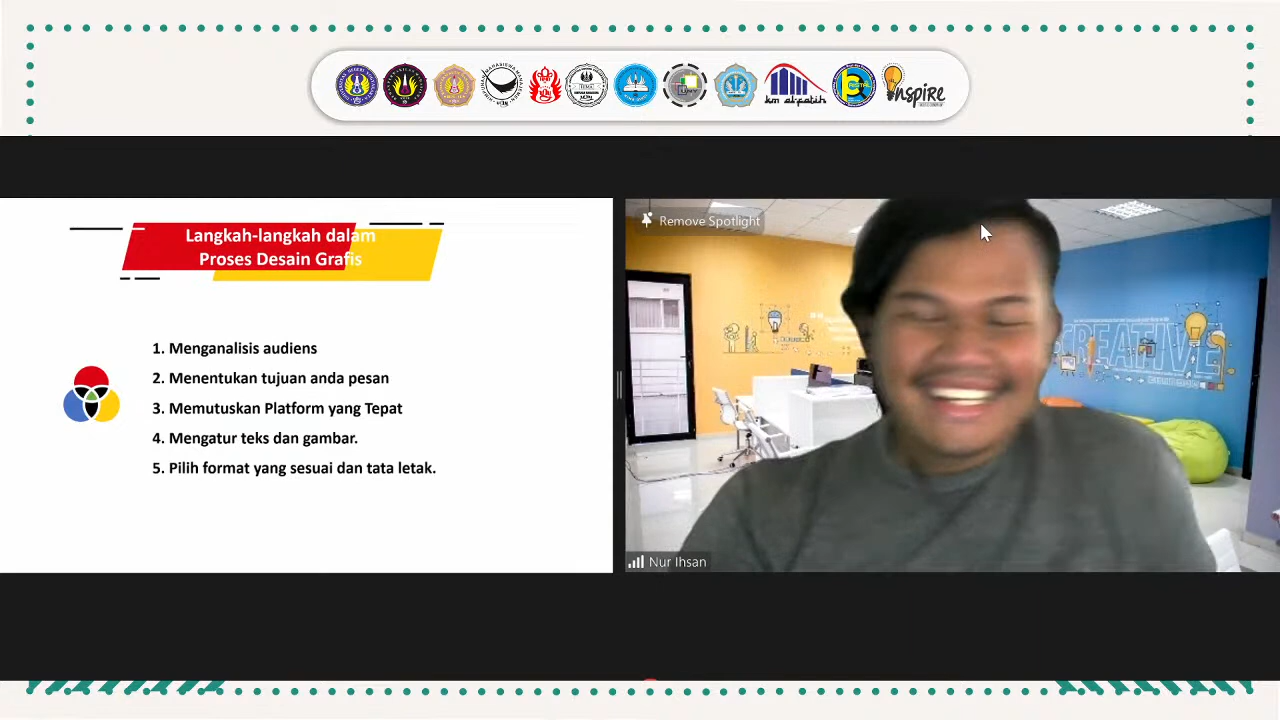 km al-fatih
inspire
Langkah-langkah dalam
Proses Desain Grafis
1. Menganalisis audiens
2. Menentukan tujuan anda pesan
3. Memutuskan Platform yang Tepat
4. Mengatur teks dan gambar.
5. Pilih format yang sesuai dan tata letak.
Remove Spotlight
CREATIVE
Nur Ihsan